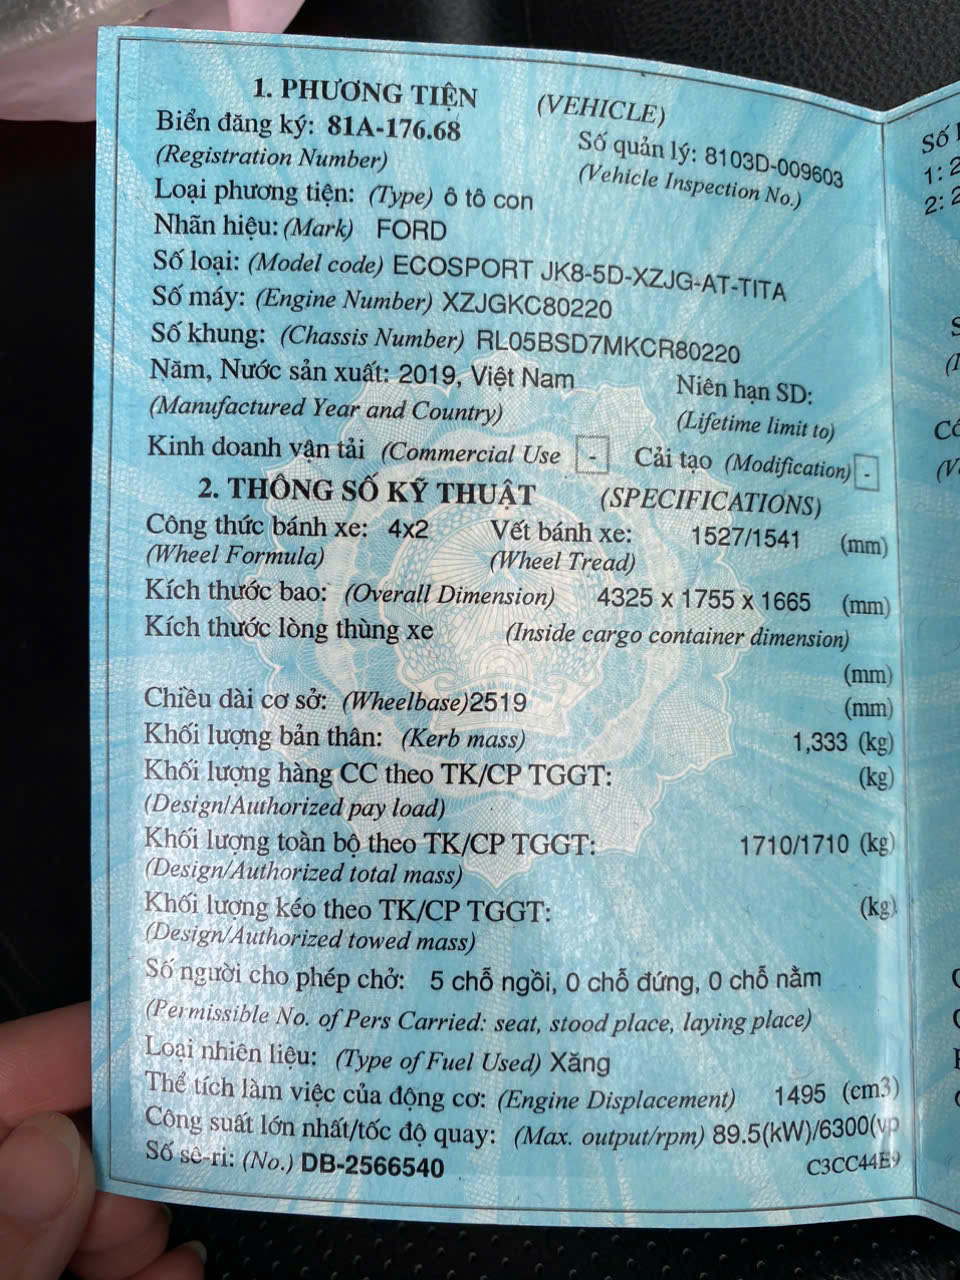 1. PHƯƠNG TIỆN (VEHICLE)
Biển đăng ký: 81A-176.68 Số quản lý: 8103D-009603
(Registration Number) (Vehicle Inspection No.)
Loại phương tiện: (Type) ô tô con
Nhãn hiệu: (Mark) FORD
Số loại: (Model code) ECOSPORT JK8-5D-XZJG-AT-TITA
Số máy: (Engine Number) XZJGKC80220
Số khung: (Chassis Number) RL05BSD7MKCR80220
Năm, Nước sản xuất: 2019, Việt Nam Niên hạn SD:
(Manufactured Year and Country) (Lifetime limit to)
Kinh doanh vận tải (Commercial Use - Cải tạo (Modification) -
2. THÔNG SỐ KỸ THUẬT (SPECIFICATIONS)
Công thức bánh xe: 4x2 Vết bánh xe: 1527/1541 (mm)
(Wheel Formula) (Wheel Tread)
Kích thước bao: (Overall Dimension) 4325 x 1755 x 1665 (mm)
Kích thước lòng thùng xe (Inside cargo container dimension)
(mm)
Chiều dài cơ sở: (Wheelbase)2519 (mm)
Khối lượng bản thân: (Kerb mass) 1,333 (kg)
Khối lượng hàng CC theo TK/CP TGGT: (kg)
(Design/Authorized pay load)
Khối lượng toàn bộ theo TK/CP TGGT: 1710/1710 (kg)
(Design/Authorized total mass)
Khối lượng kéo theo TK/CP TGGT: (kg)
(Design/Authorized towed mass)
Số người cho phép chở: 5 chỗ ngồi, 0 chỗ đứng, 0 chỗ nằm
(Permissible No. of Pers Carried: seat, stood place, laying place)
Loại nhiên liệu: (Type of Fuel Used) Xăng
Thể tích làm việc của động cơ: (Engine Displacement) 1495 (cm3)
Công suất lớn nhất/tốc độ quay: (Max. output/rpm) 89.5(kW)/6300(vp
Số sê-ri: (No.) DB-2566540 C3CC44E9
Số
1: 2
2: 2